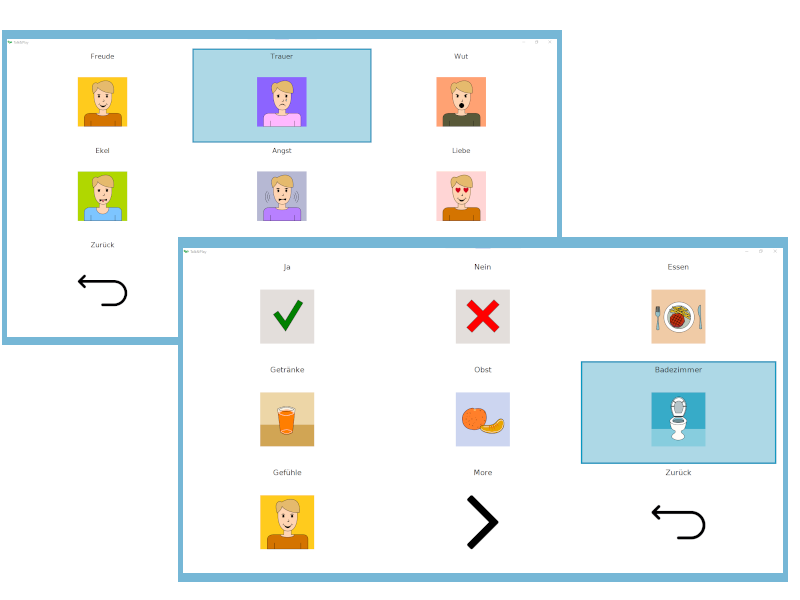 Freude Trauer Wut
Ekel Angst Liebe
Zurück
Ja Nein Essen
Getränke Obst Badezimmer
Gefühle More Zurück